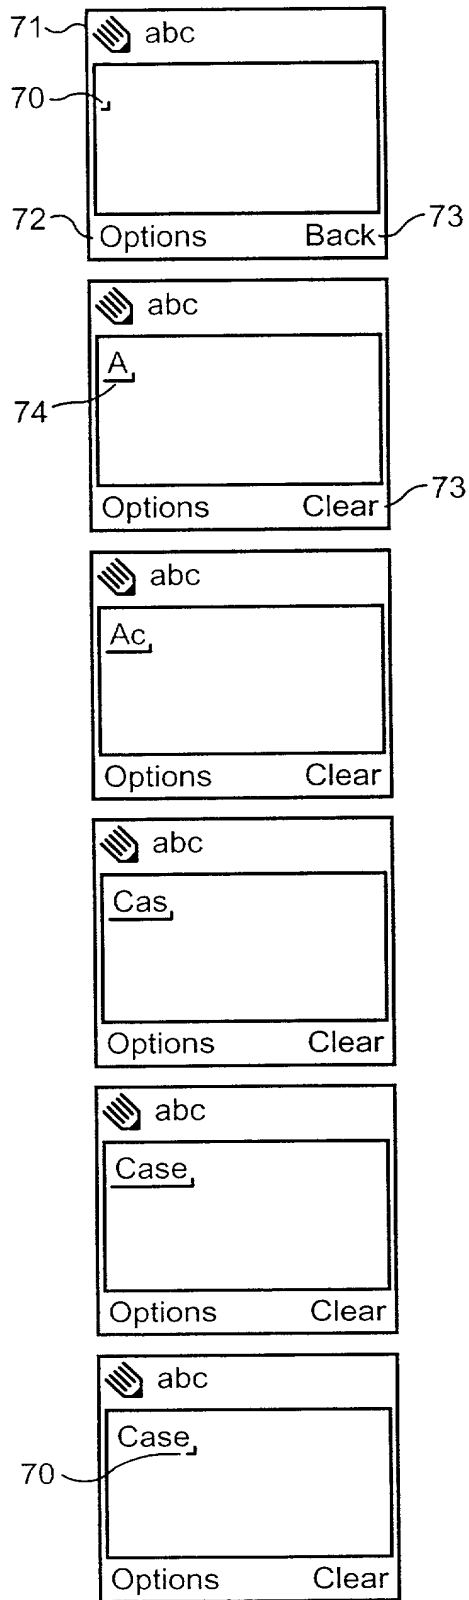 71 abc
70
72 Options Back 73
abc
A
74
Options Clear 73
abc
Ac
Options Clear
abc
Cas
Options Clear
abc
Case
Options Clear
abc
Case
70
Options Clear